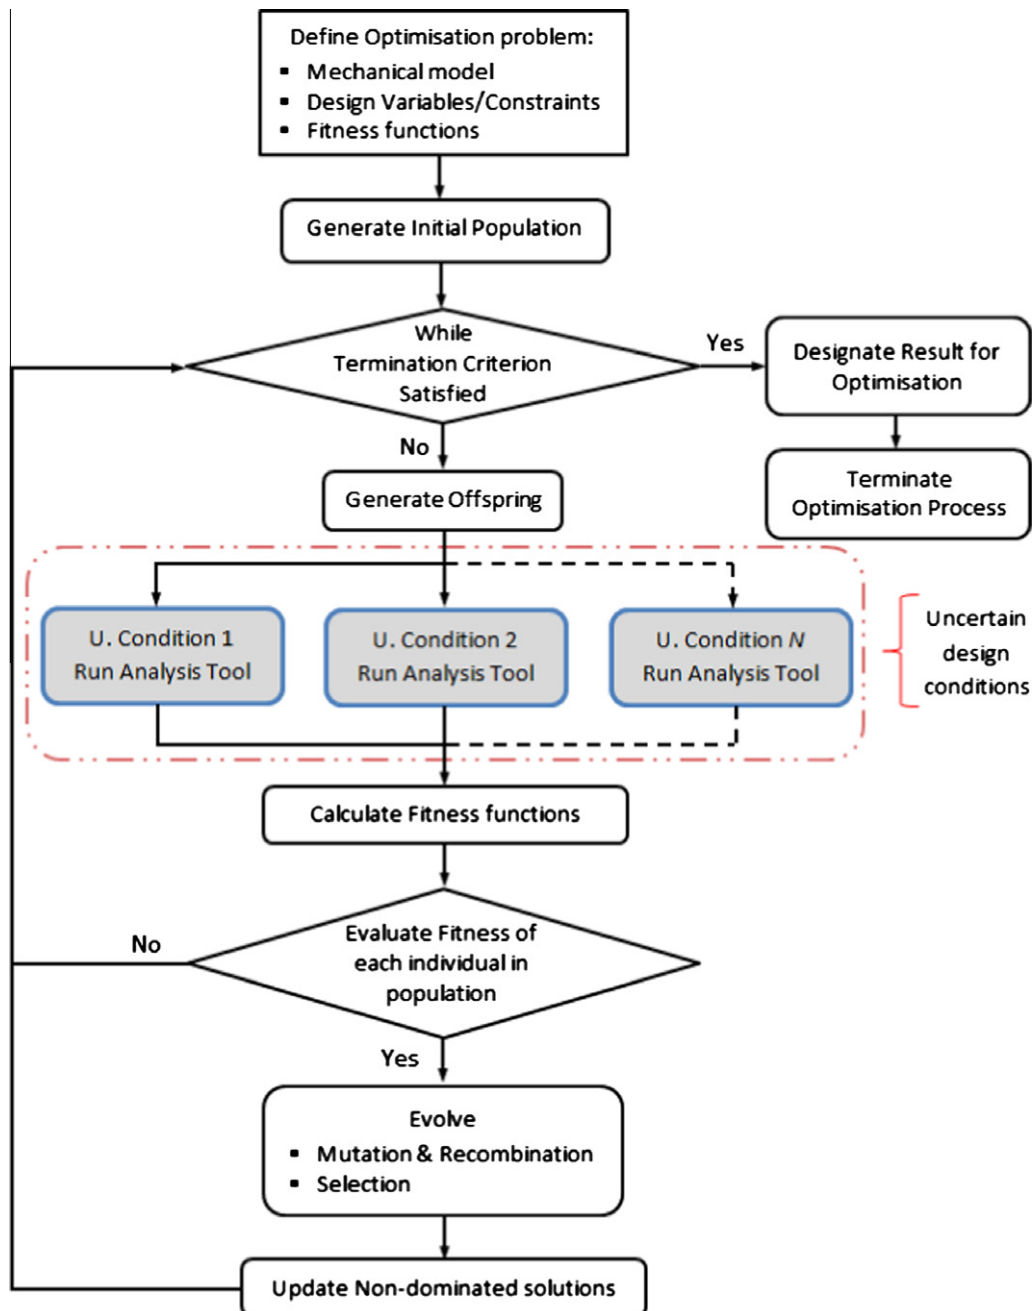 Define Optimisation problem:
▪ Mechanical model
▪ Design Variables/Constraints
▪ Fitness functions
Generate Initial Population
While
Termination Criterion
Satisfied
Yes
Designate Result for
Optimisation
No
Terminate
Optimisation Process
Generate Offspring
U. Condition 1
Run Analysis Tool
U. Condition 2
Run Analysis Tool
U. Condition N
Run Analysis Tool
Uncertain
design
conditions
Calculate Fitness functions
Evaluate Fitness of
each individual in
population
No
Yes
Evolve
▪ Mutation & Recombination
▪ Selection
Update Non-dominated solutions